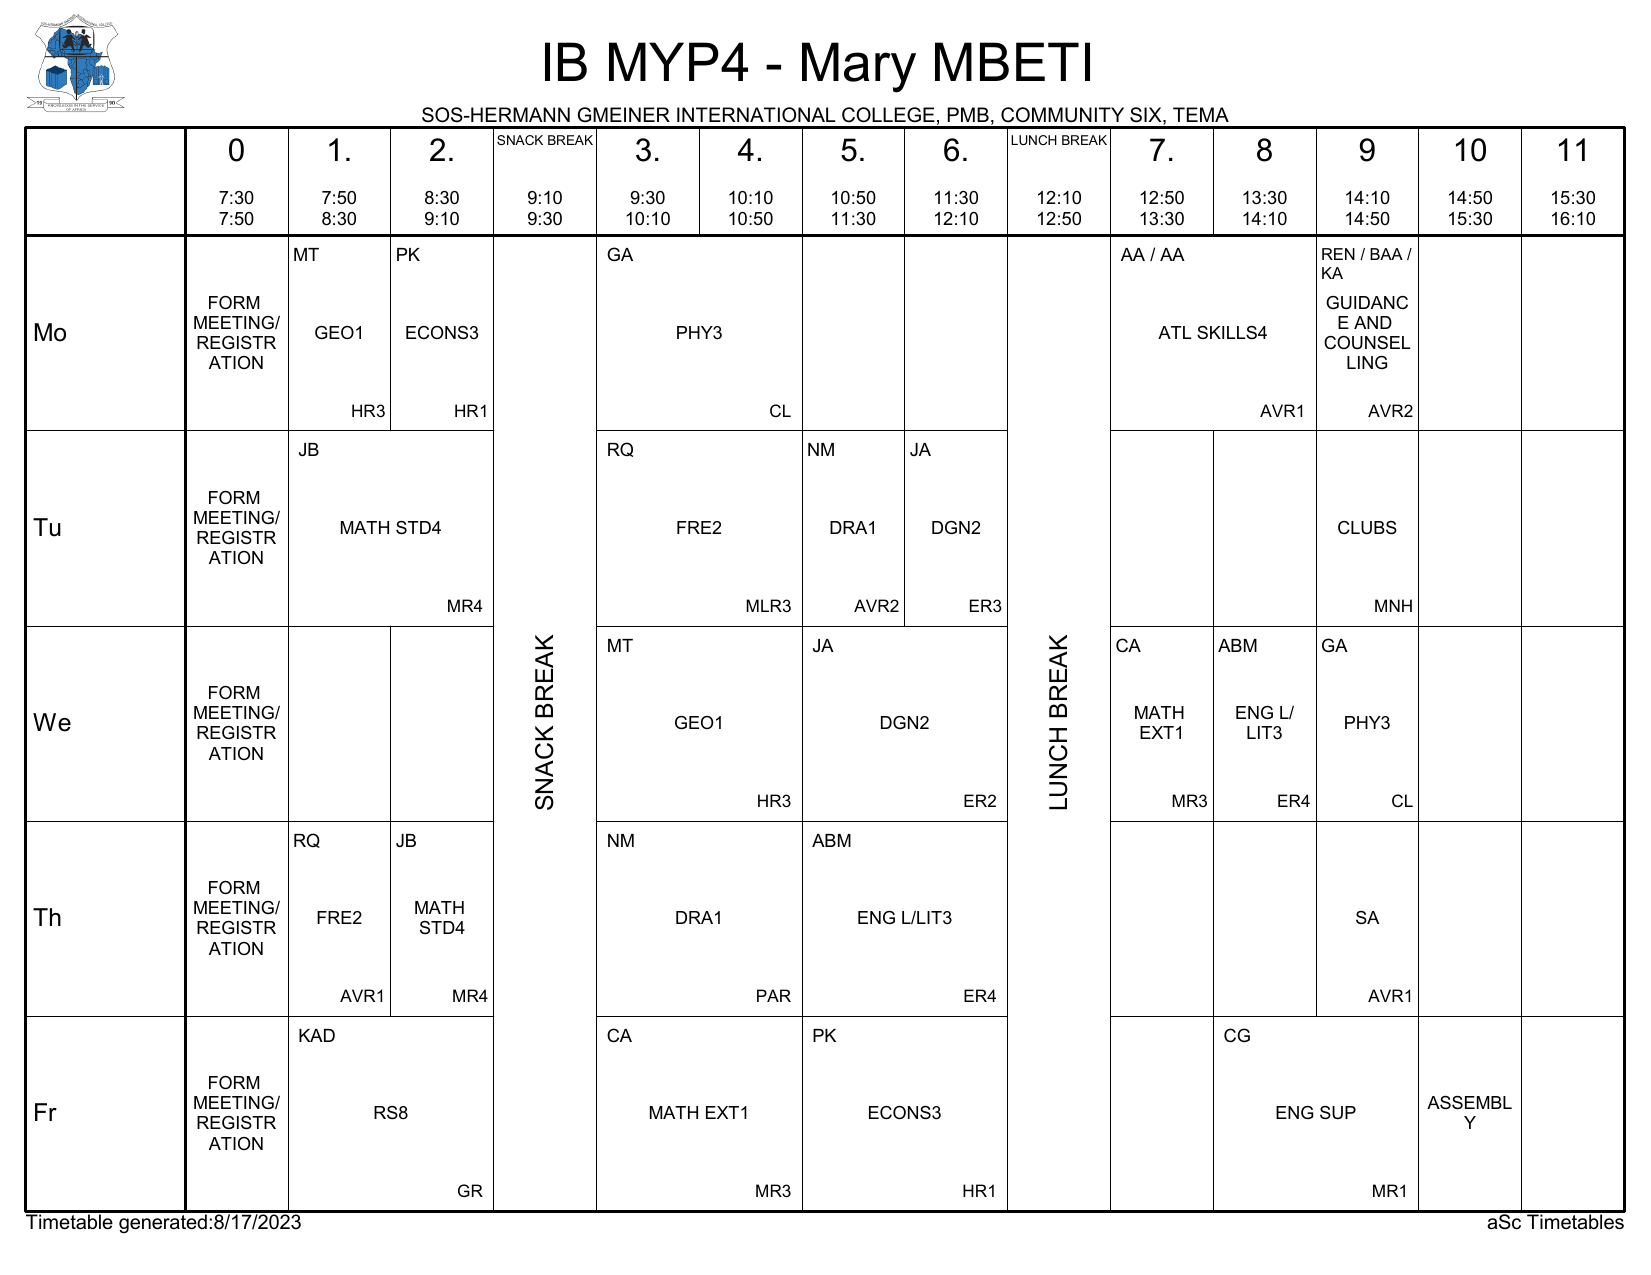 IB MYP4 - Mary MBETI
SOS-HERMANN GMEINER INTERNATIONAL COLLEGE, PMB, COMMUNITY SIX, TEMA
0 1. 2. SNACK BREAK 3. 4. 5. 6. LUNCH BREAK 7. 8 9 10 11
7:30 7:50 8:30 9:10 9:30 10:10 10:50 11:30 12:10 12:50 13:30 14:10 14:50 15:30
7:50 8:30 9:10 9:30 10:10 10:50 11:30 12:10 12:50 13:30 14:10 14:50 15:30 16:10
Mo
FORM
MEETING/
REGISTR
ATION
MT
GEO1
HR3
PK
ECONS3
HR1
GA
PHY3
CL
AA / AA
ATL SKILLS4
AVR1
REN / BAA /
KA
GUIDANC
E AND
COUNSEL
LING
AVR2
Tu
FORM
MEETING/
REGISTR
ATION
JB
MATH STD4
MR4
RQ
FRE2
MLR3
NM
DRA1
AVR2
JA
DGN2
ER3
CLUBS
MNH
SNACK BREAK
LUNCH BREAK
We
FORM
MEETING/
REGISTR
ATION
MT
GEO1
HR3
JA
DGN2
ER2
CA
MATH
EXT1
MR3
ABM
ENG L/
LIT3
ER4
GA
PHY3
CL
Th
FORM
MEETING/
REGISTR
ATION
RQ
FRE2
AVR1
JB
MATH
STD4
MR4
NM
DRA1
PAR
ABM
ENG L/LIT3
ER4
SA
AVR1
Fr
FORM
MEETING/
REGISTR
ATION
KAD
RS8
GR
CA
MATH EXT1
MR3
PK
ECONS3
HR1
CG
ENG SUP
MR1
ASSEMBL
Y
Timetable generated:8/17/2023
aSc Timetables